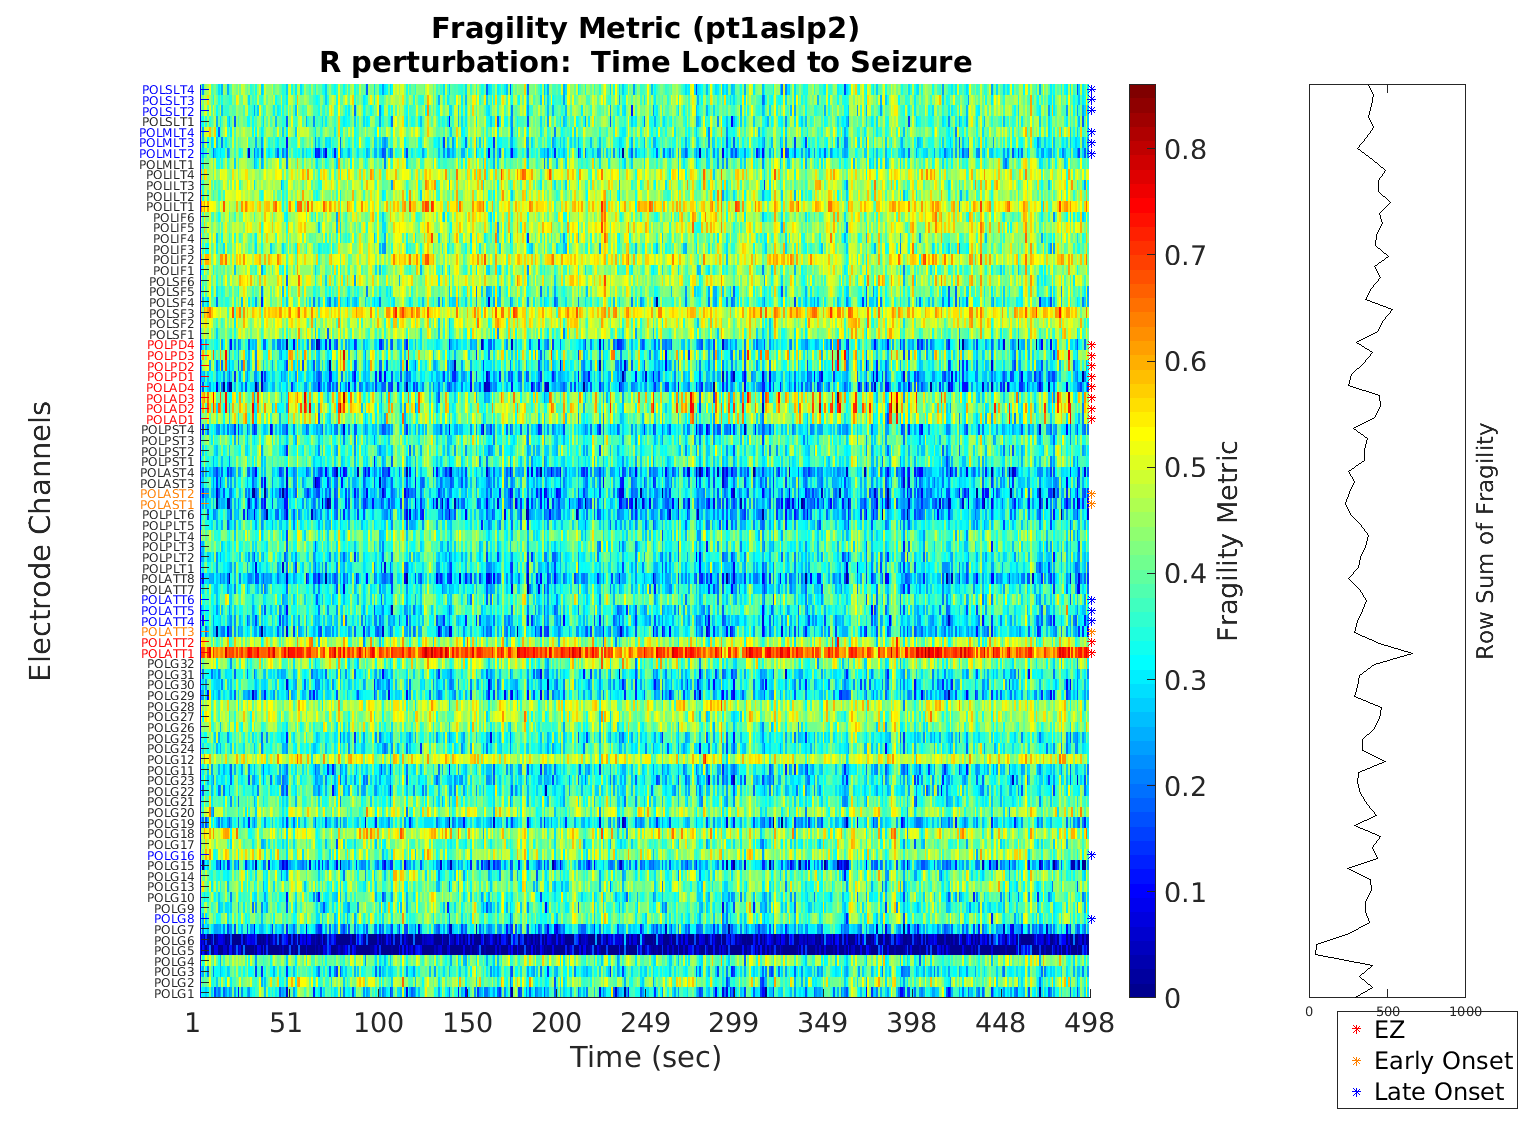 Fragility Metric (pt1aslp2)
R perturbation:  Time Locked to Seizure
Electrode Channels
POLSLT4
POLSLT3
POLSLT2
POLSLT1
POLMLT4
POLMLT3
POLMLT2
POLMLT1
POLILT4
POLILT3
POLILT2
POLILT1
POLIF6
POLIF5
POLIF4
POLIF3
POLIF2
POLIF1
POLSF6
POLSF5
POLSF4
POLSF3
POLSF2
POLSF1
POLPD4
POLPD3
POLPD2
POLPD1
POLAD4
POLAD3
POLAD2
POLAD1
POLPST4
POLPST3
POLPST2
POLPST1
POLAST4
POLAST3
POLAST2
POLAST1
POLPLT6
POLPLT5
POLPLT4
POLPLT3
POLPLT2
POLPLT1
POLATT8
POLATT7
POLATT6
POLATT5
POLATT4
POLATT3
POLATT2
POLATT1
POLG32
POLG31
POLG30
POLG29
POLG28
POLG27
POLG26
POLG25
POLG24
POLG12
POLG11
POLG23
POLG22
POLG21
POLG20
POLG19
POLG18
POLG17
POLG16
POLG15
POLG14
POLG13
POLG10
POLG9
POLG8
POLG7
POLG6
POLG5
POLG4
POLG3
POLG2
POLG1
1 51 100 150 200 249 299 349 398 448 498
Time (sec)
0.8
0.7
0.6
0.5
0.4
0.3
0.2
0.1
0
Fragility Metric
Row Sum of Fragility
0 500 1000
EZ
Early Onset
Late Onset